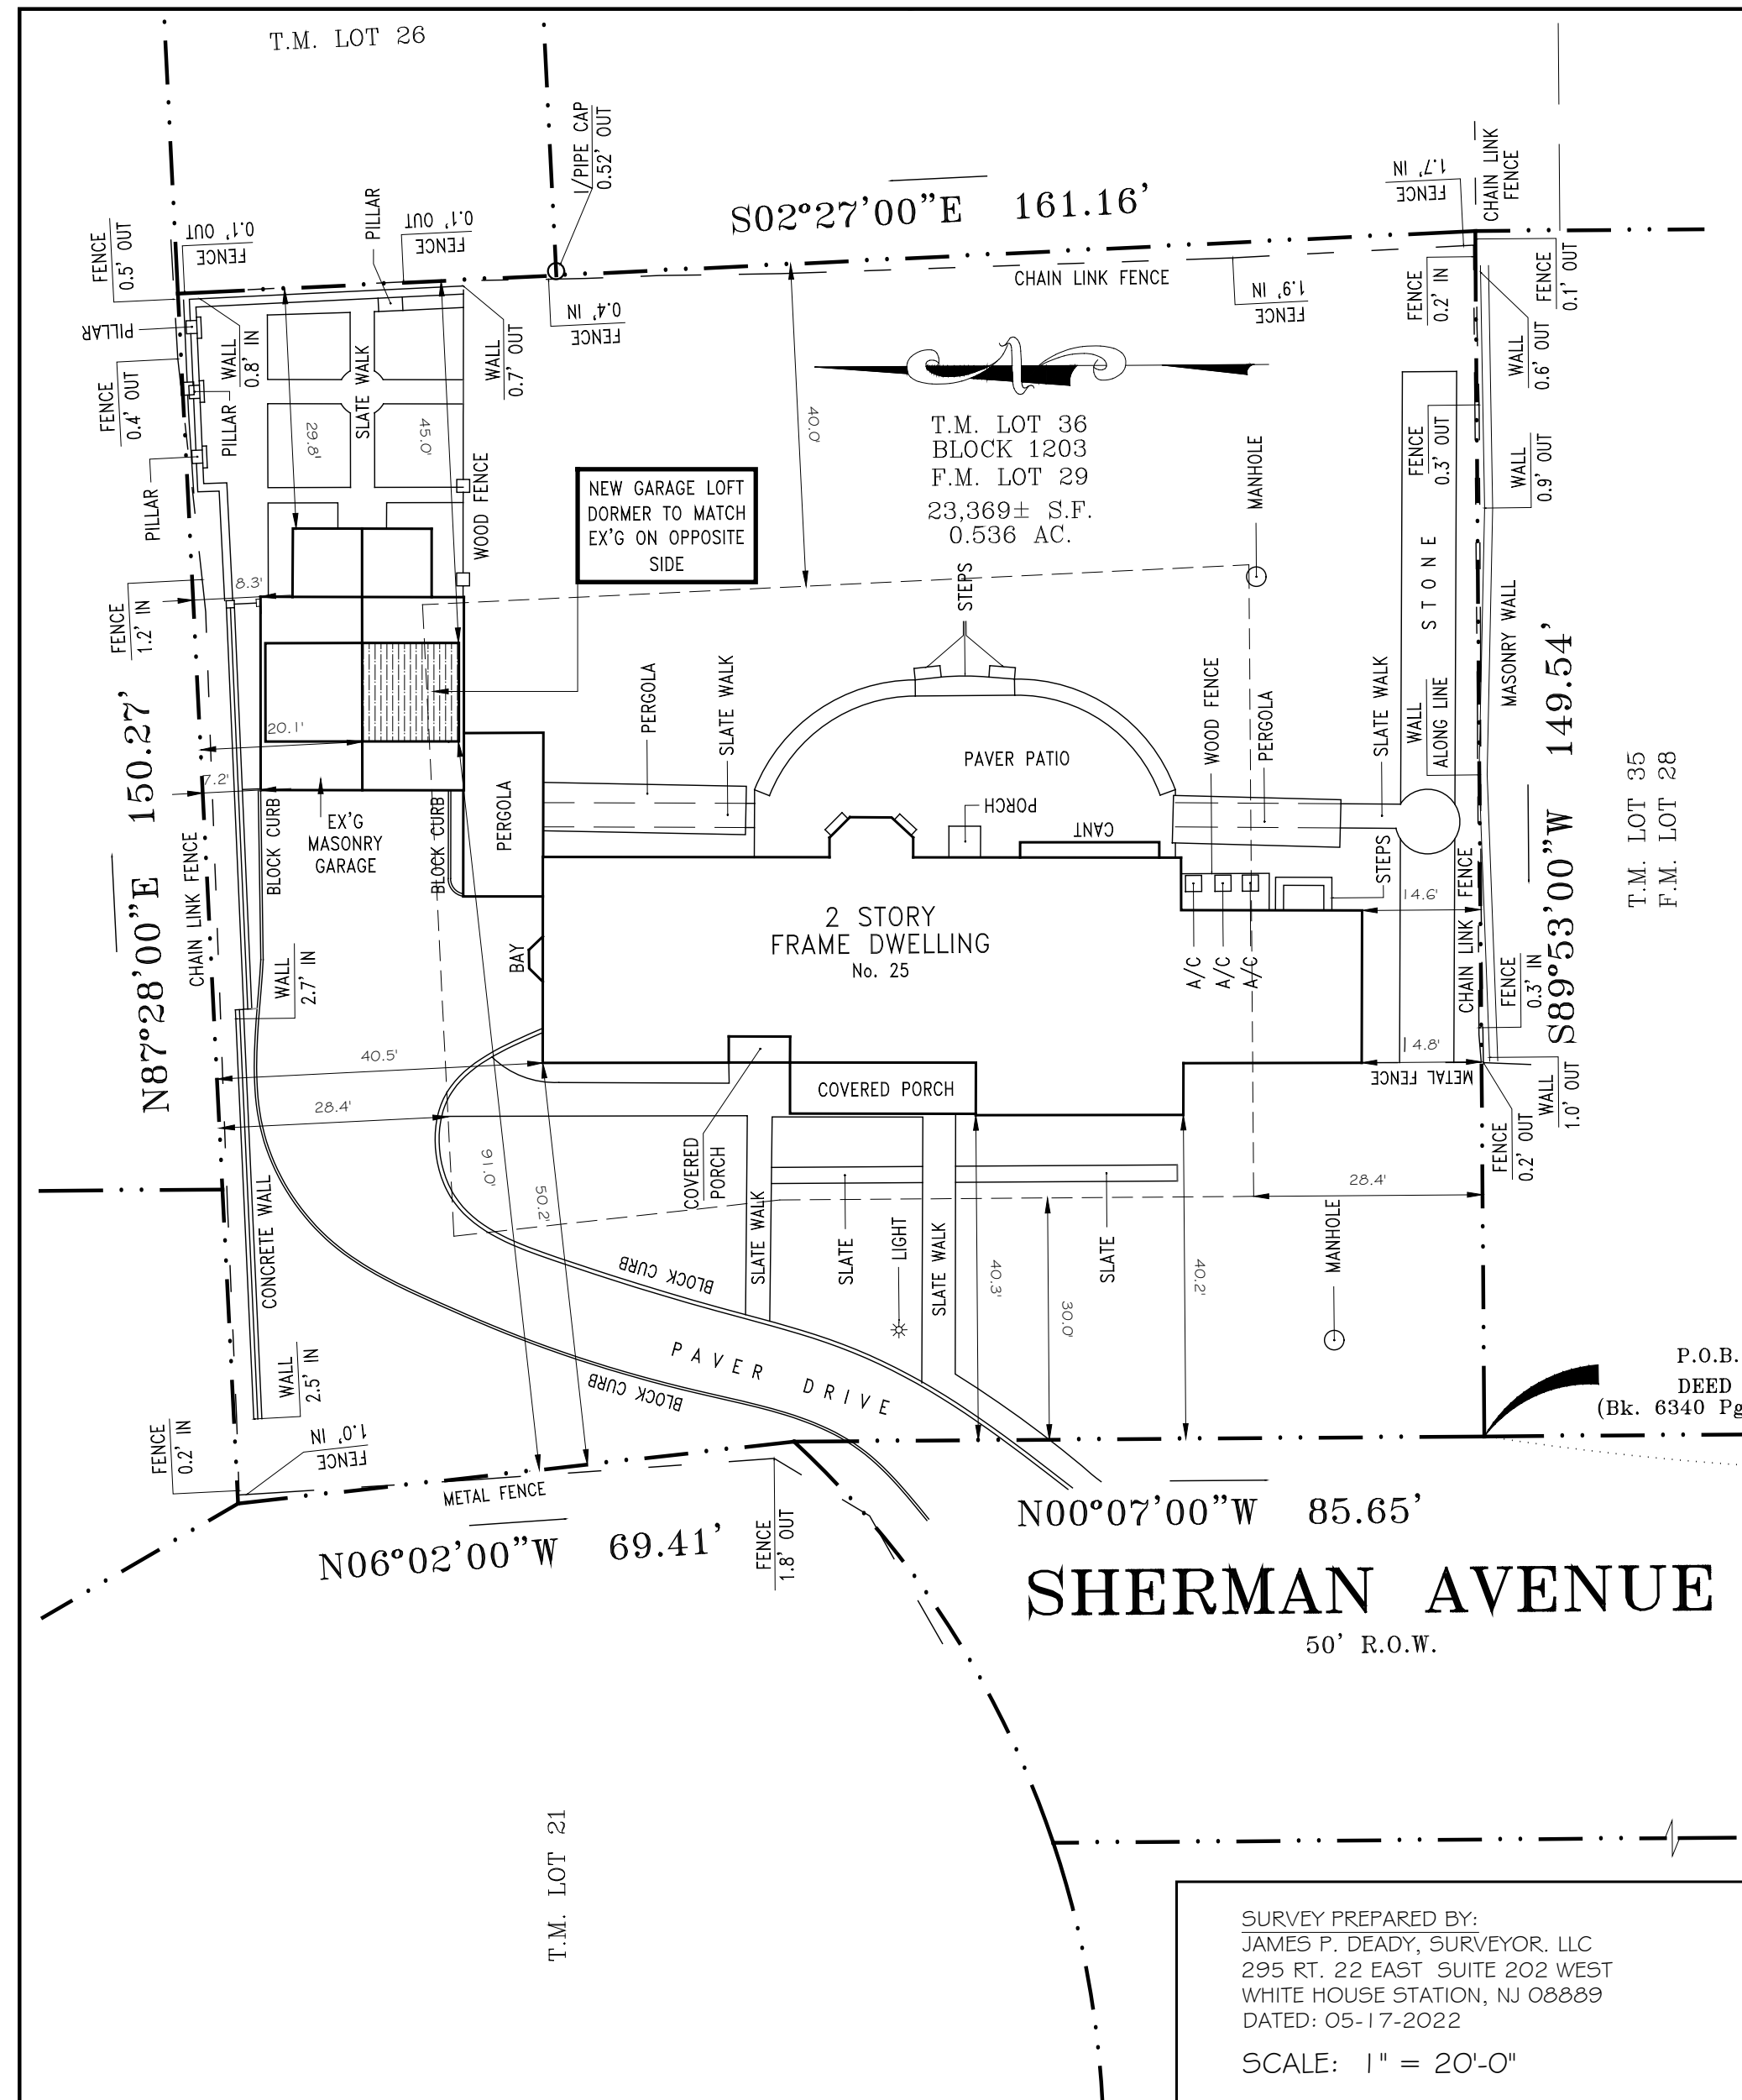 T.M. LOT 26
I/PIPE CAP
0.52' OUT
S02°27'00"E 161.16'
FENCE
1.7' IN
CHAIN LINK
FENCE
FENCE
0.5' OUT
FENCE
0.1' OUT
PILLAR
FENCE
0.1' OUT
CHAIN LINK FENCE
FENCE
0.4' IN
FENCE
1.9' IN
FENCE
0.2' IN
FENCE
0.1' OUT
PILLAR
WALL
0.8' IN
SLATE WALK
WALL
0.7' OUT
WALL
0.6' OUT
FENCE
0.4' OUT
PILLAR
29.8'
45.0'
40.0'
T.M. LOT 36
BLOCK 1203
F.M. LOT 29
23,369± S.F.
0.536 AC.
MANHOLE
FENCE
0.3' OUT
WALL
0.9' OUT
PILLAR
WOOD FENCE
NEW GARAGE LOFT
DORMER TO MATCH
EX'G ON OPPOSITE
SIDE
STEPS
STONE
MASONRY WALL
FENCE
1.2' IN
8.3'
N87°28'00"E 150.27'
20.1'
7.2'
PERGOLA
SLATE WALK
PAVER PATIO
WOOD FENCE
PERGOLA
SLATE WALK
WALL
ALONG LINE
S89°53'00"W 149.54'
T.M. LOT 35
F.M. LOT 28
CHAIN LINK FENCE
BLOCK CURB
EX'G
MASONRY
GARAGE
BLOCK CURB
PERGOLA
PORCH
CANT
STEPS
14.6'
CHAIN LINK FENCE
2 STORY
FRAME DWELLING
No. 25
BAY
A/C
A/C
A/C
WALL
2.7' IN
FENCE
0.3' IN
40.5'
14.8'
METAL FENCE
COVERED PORCH
28.4'
WALL
1.0' OUT
FENCE
0.2' OUT
91.0'
50.2'
COVERED
PORCH
28.4'
CONCRETE WALL
SLATE WALK
SLATE
LIGHT
SLATE WALK
40.3'
30.0'
SLATE
40.2'
MANHOLE
BLOCK CURB
PAVER DRIVE
BLOCK CURB
WALL
2.5' IN
P.O.B.
DEED
(Bk. 6340 Pg
FENCE
0.2' IN
FENCE
1.0' IN
METAL FENCE
N06°02'00"W 69.41'
FENCE
1.8' OUT
N00°07'00"W 85.65'
SHERMAN AVENUE
50' R.O.W.
T.M. LOT 21
SURVEY PREPARED BY:
JAMES P. DEADY, SURVEYOR. LLC
295 RT. 22 EAST SUITE 202 WEST
WHITE HOUSE STATION, NJ 08889
DATED: 05-17-2022
SCALE: 1" = 20'-0"